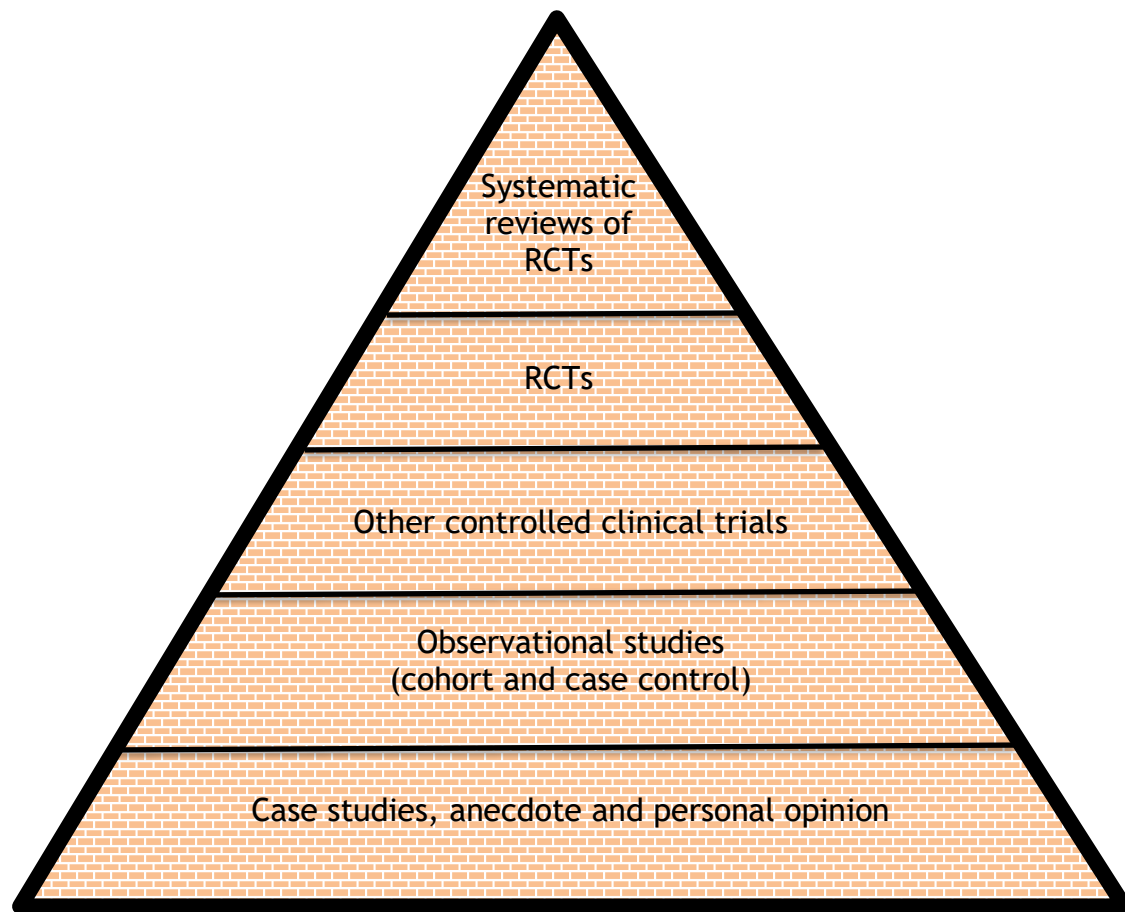 Systematic
reviews of
RCTs
RCTs
Other controlled clinical trials
Observational studies
(cohort and case control)
Case studies, anecdote and personal opinion